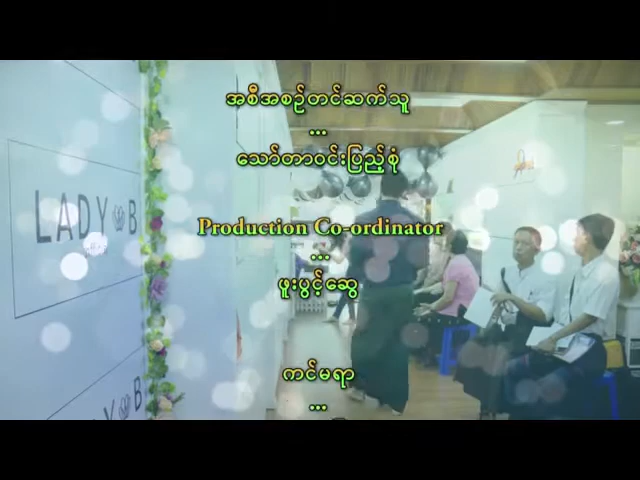 အစီအစဉ်တင်ဆက်သူ
...
သော်တာဝင်းပြည့်စုံ
Production Co-ordinator
...
ဖူးပွင့်ဆွေ
ကင်မရာ
...
LADY B
LADY B